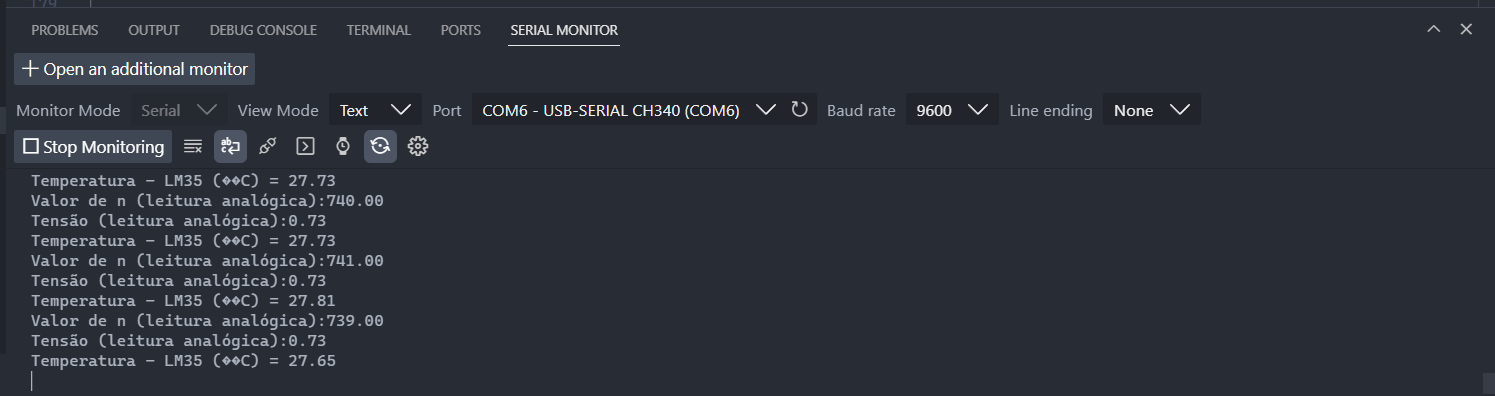 PROBLEMS OUTPUT DEBUG CONSOLE TERMINAL PORTS SERIAL MONITOR
Open an additional monitor
Monitor Mode Serial View Mode Text Port COM6 - USB-SERIAL CH340 (COM6) Baud rate 9600 Line ending None
Stop Monitoring
Temperatura - LM35 (��C) = 27.73
Valor de n (leitura analógica):740.00
Tensão (leitura analógica):0.73
Temperatura - LM35 (��C) = 27.73
Valor de n (leitura analógica):741.00
Tensão (leitura analógica):0.73
Temperatura - LM35 (��C) = 27.81
Valor de n (leitura analógica):739.00
Tensão (leitura analógica):0.73
Temperatura - LM35 (��C) = 27.65